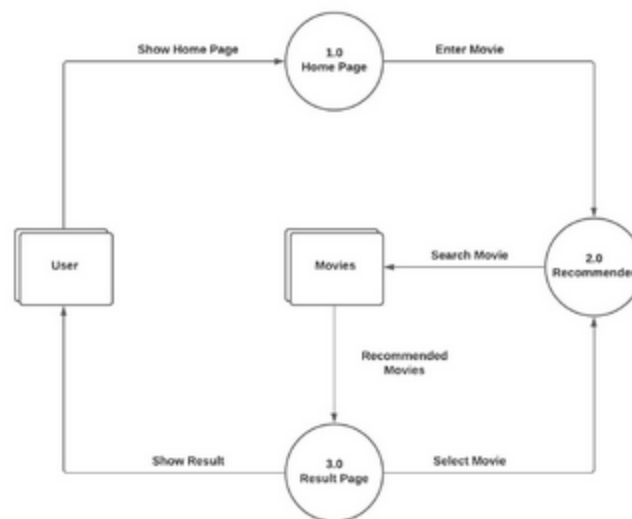 Show Home Page
1.0
Home Page
Enter Movie
User
Movies
Search Movie
2.0
Recommended
Recommended
Movies
Show Result
3.0
Result Page
Select Movie